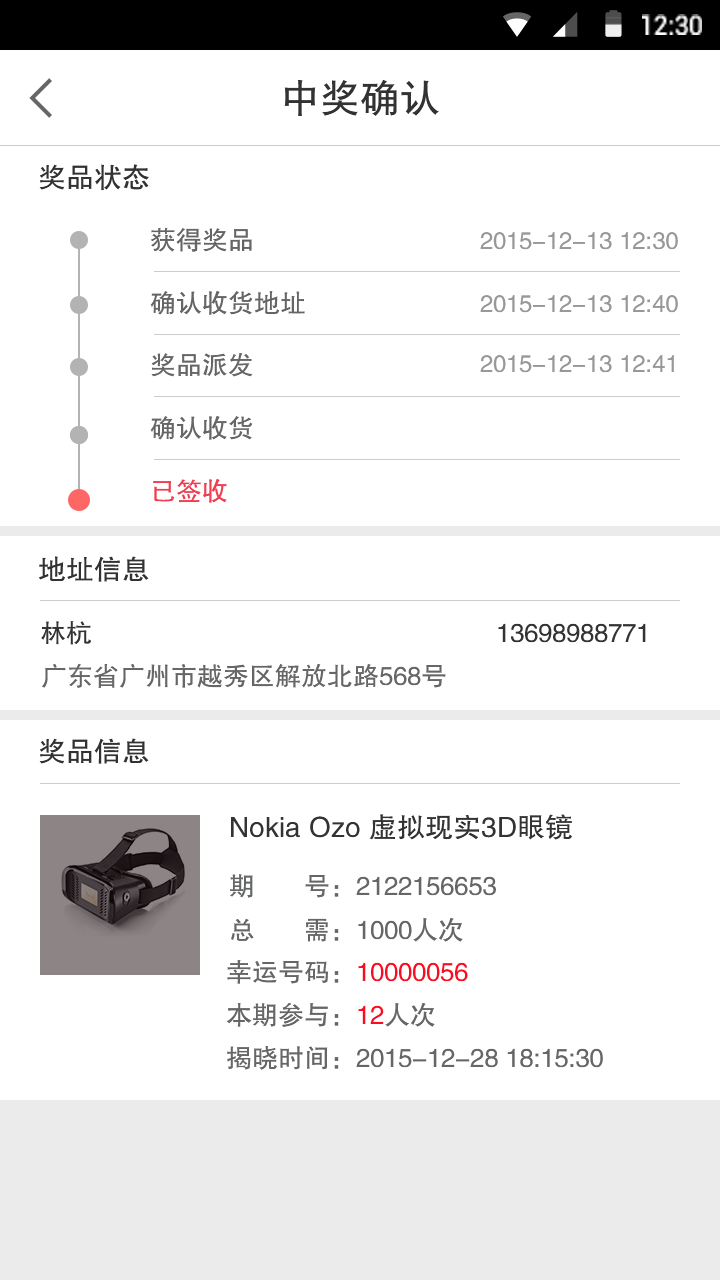 12:30
中奖确认
奖品状态
获得奖品 2015-12-13 12:30
确认收货地址 2015-12-13 12:40
奖品派发 2015-12-13 12:41
确认收货
已签收
地址信息
林杭 13698988771
广东省广州市越秀区解放北路568号
奖品信息
Nokia Ozo 虚拟现实3D眼镜
期 号：2122156653
总 需：1000人次
幸运号码：10000056
本期参与：12人次
揭晓时间：2015-12-28 18:15:30